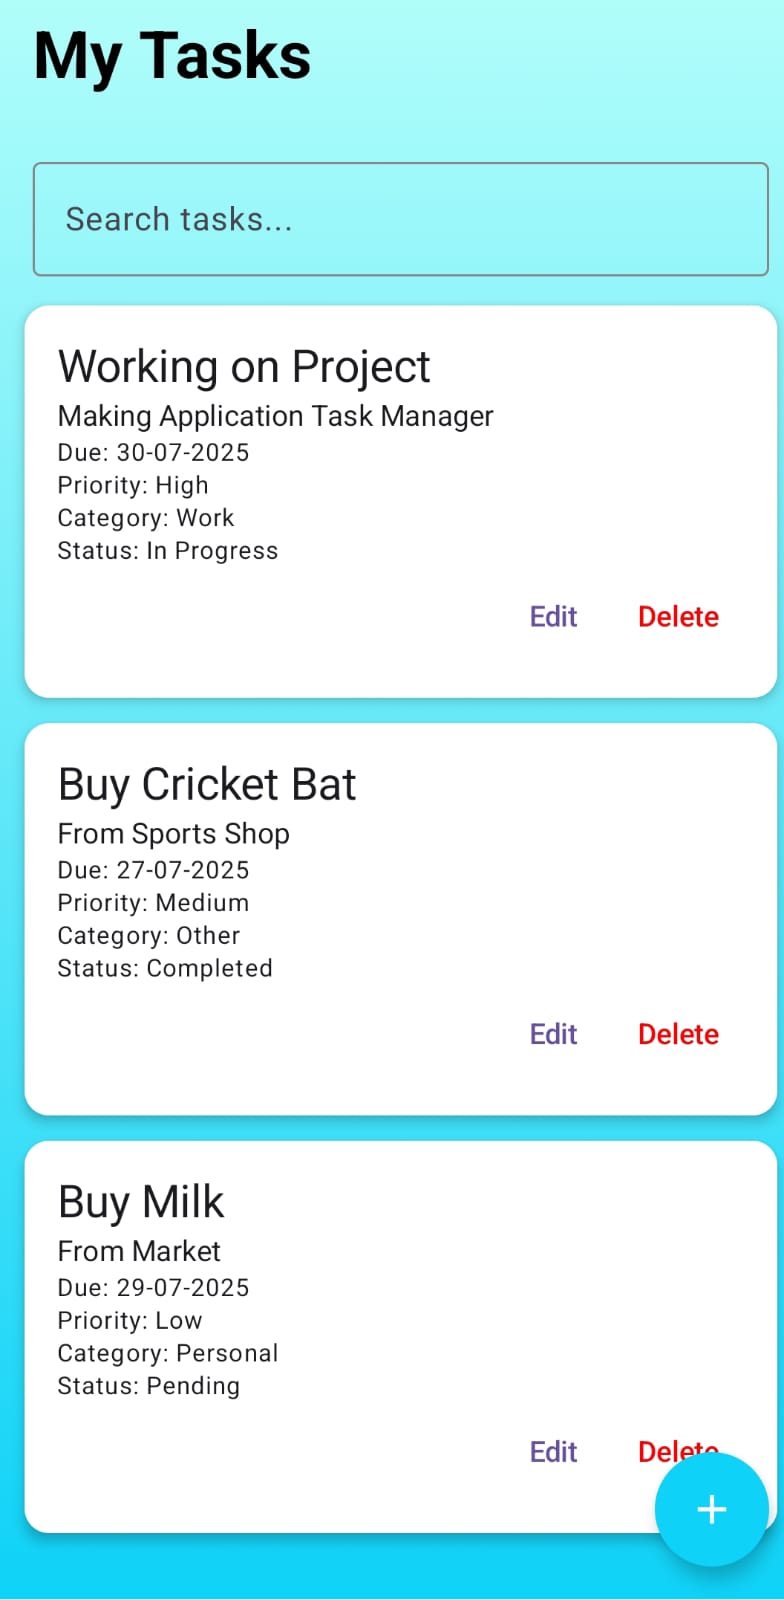 My Tasks
Search tasks...
Working on Project
Making Application Task Manager
Due: 30-07-2025
Priority: High
Category: Work
Status: In Progress
Edit Delete
Buy Cricket Bat
From Sports Shop
Due: 27-07-2025
Priority: Medium
Category: Other
Status: Completed
Edit Delete
Buy Milk
From Market
Due: 29-07-2025
Priority: Low
Category: Personal
Status: Pending
Edit Delete
+